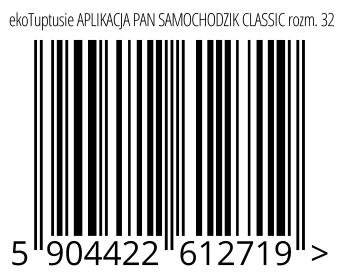 ekoTuptusie APLIKACJA PAN SAMOCHODZIK CLASSIC rozm. 32
5 904422 612719 >